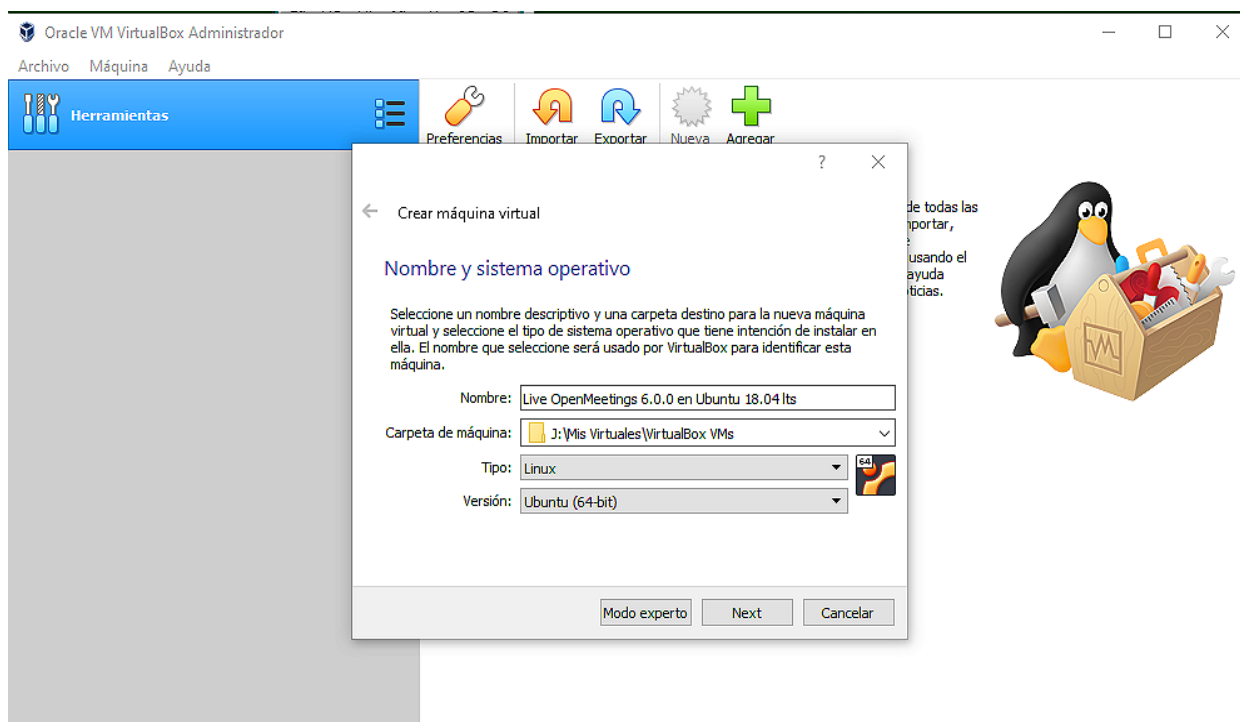 Oracle VM VirtualBox Administrador
Archivo Máquina Ayuda
Herramientas
Preferencias Importar Exportar Nueva Agregar
?
de todas las
nportar,
usando el
ayuda
oticias.
Crear máquina virtual
Nombre y sistema operativo
Seleccione un nombre descriptivo y una carpeta destino para la nueva máquina
virtual y seleccione el tipo de sistema operativo que tiene intención de instalar en
ella. El nombre que seleccione será usado por VirtualBox para identificar esta
máquina.
Nombre: Live OpenMeetings 6.0.0 en Ubuntu 18.04 lts
Carpeta de máquina: J:\Mis Virtuales\VirtualBox VMs
Tipo: Linux
64
Versión: Ubuntu (64-bit)
Modo experto Next Cancelar